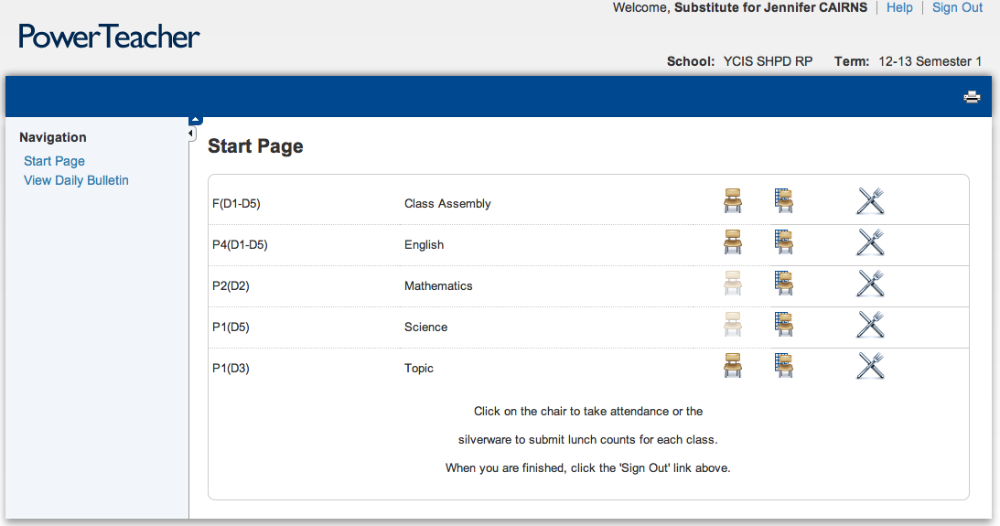 Welcome, Substitute for Jennifer CAIRNS Help Sign Out
PowerTeacher
School: YCIS SHPD RP Term: 12-13 Semester 1
Navigation
Start Page
View Daily Bulletin
Start Page
F(D1-D5) Class Assembly
P4(D1-D5) English
P2(D2) Mathematics
P1(D5) Science
P1(D3) Topic
Click on the chair to take attendance or the
silverware to submit lunch counts for each class.
When you are finished, click the 'Sign Out' link above.